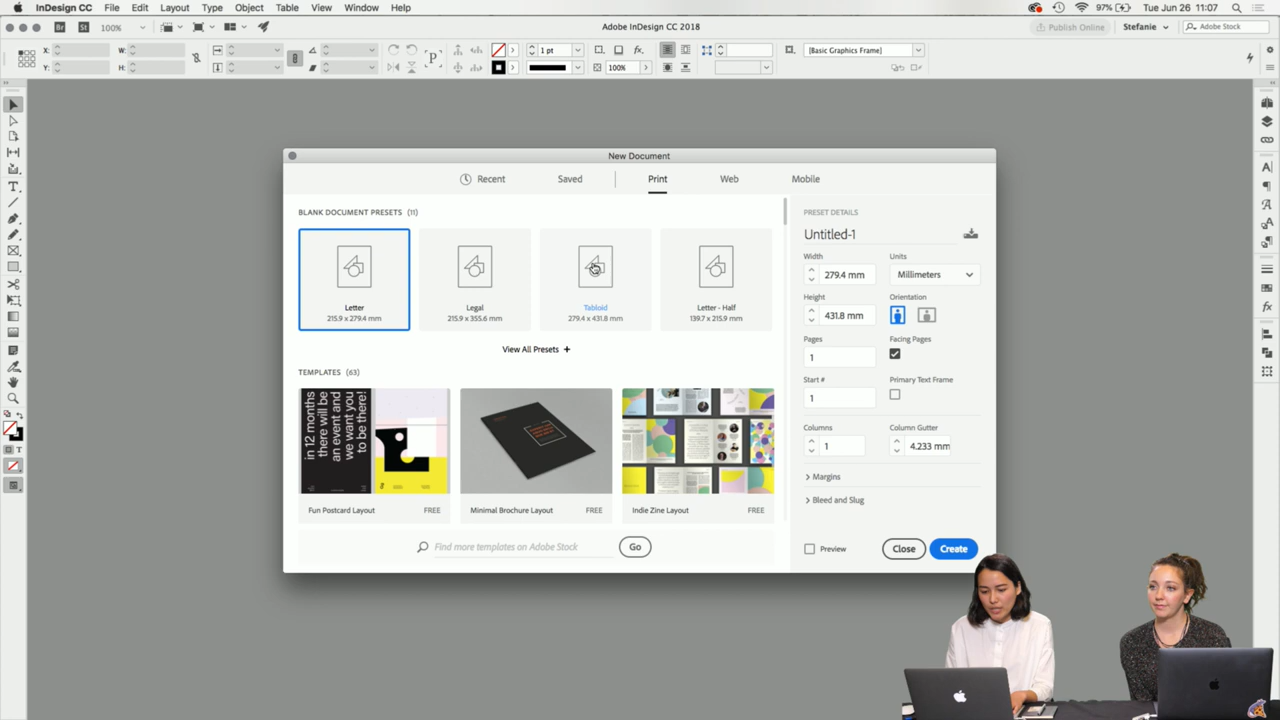 InDesign CC File Edit Layout Type Object Table View Window Help 97% Tue Jun 26 11:07
Br St 100% Adobe InDesign CC 2018 Publish Online Stefanie Adobe Stock
X: W: 1 pt [Basic Graphics Frame]
Y: H: 100%
New Document
Recent Saved Print Web Mobile
BLANK DOCUMENT PRESETS (11)
Letter Legal Tabloid Letter - Half
215.9 x 279.4 mm 215.9 x 355.6 mm 279.4 x 431.8 mm 139.7 x 215.9 mm
View All Presets +
TEMPLATES (63)
in 12 months
there will be
an event and
we want you
to be there!
Fun Postcard Layout FREE Minimal Brochure Layout FREE Indie Zine Layout FREE
Find more templates on Adobe Stock Go
PRESET DETAILS
Untitled-1
Width Units
279.4 mm Millimeters
Height Orientation
431.8 mm
Pages Facing Pages
1
Start # Primary Text Frame
1
Columns Column Gutter
1 4.233 mm
Margins
Bleed and Slug
Preview Close Create